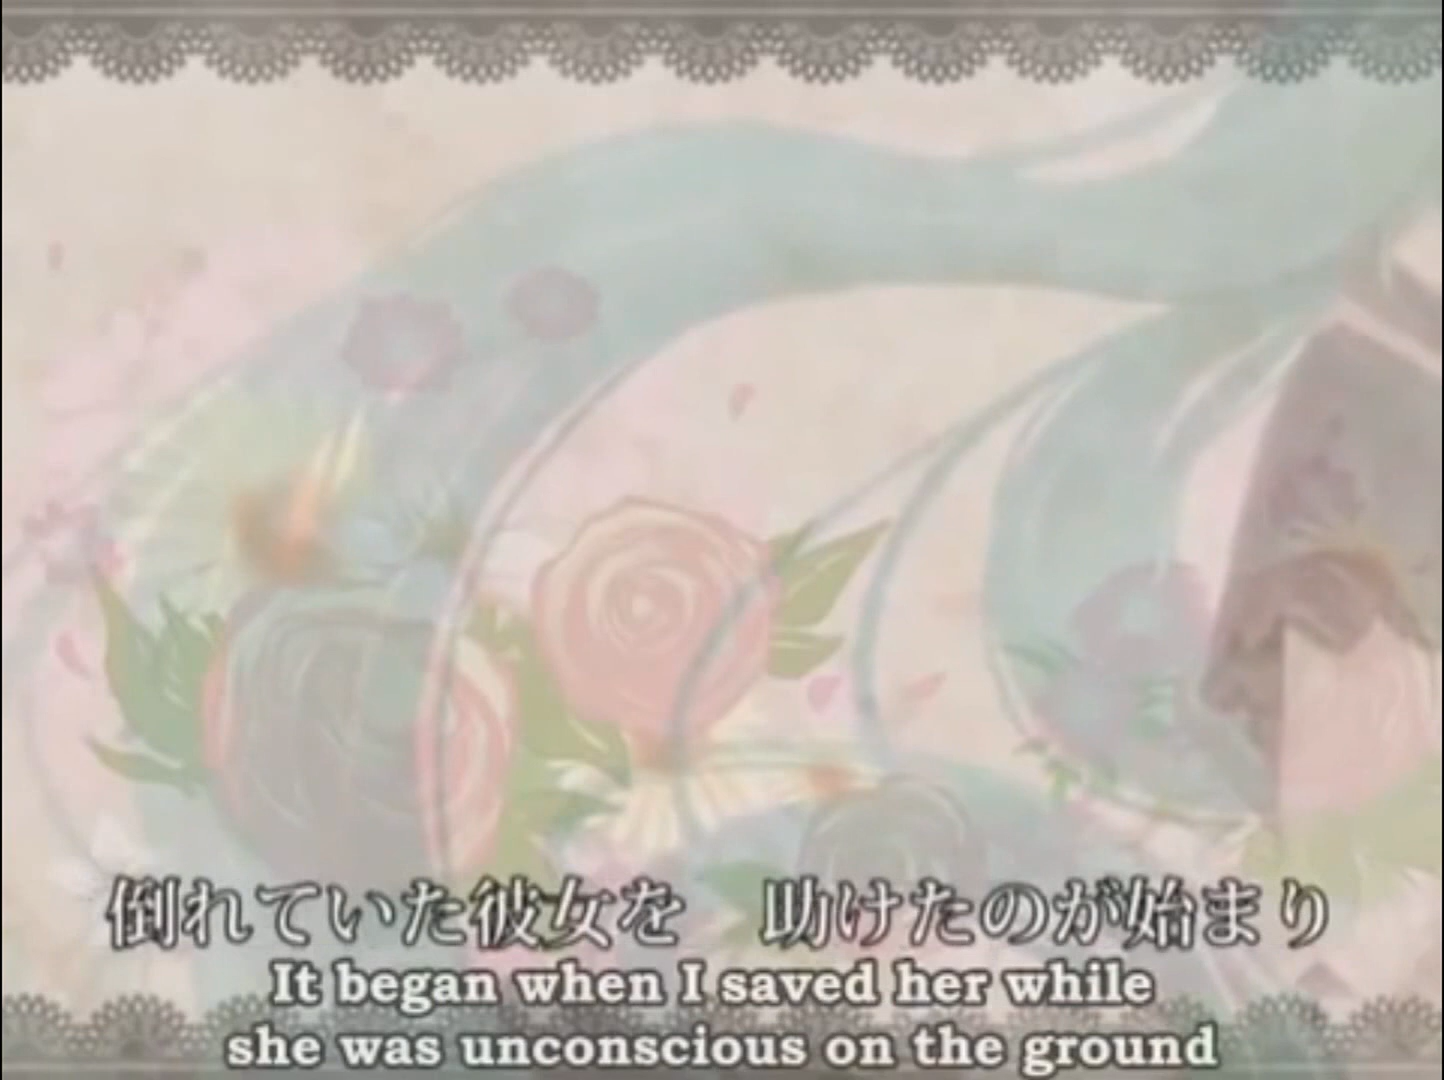 倒れていた彼女を　助けたのが始まり
It began when I saved her while
she was unconscious on the ground